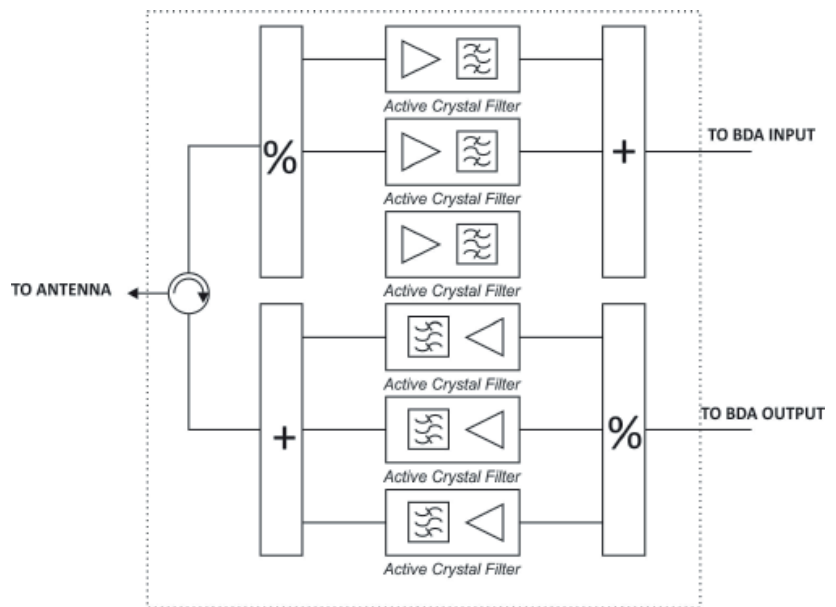 Active Crystal Filter
TO BDA INPUT
%
+
Active Crystal Filter
TO ANTENNA
Active Crystal Filter
Active Crystal Filter
TO BDA OUTPUT
+
%
Active Crystal Filter
Active Crystal Filter